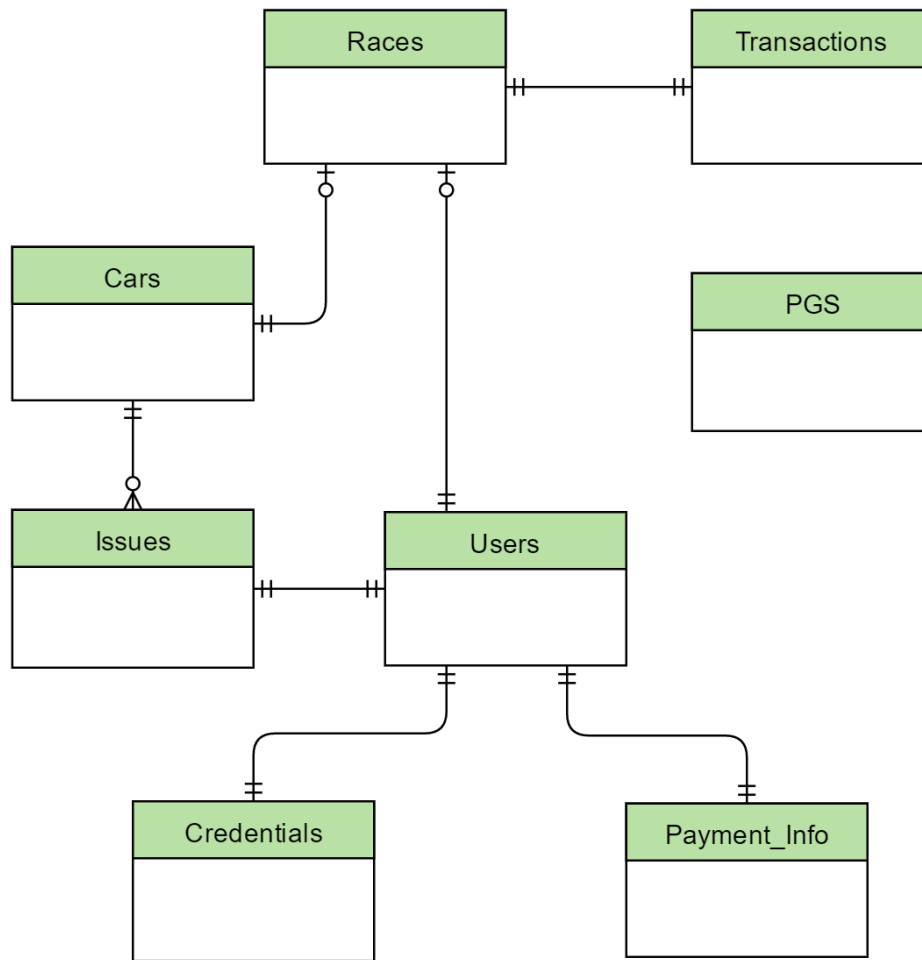 Races
Transactions
Cars
PGS
Issues
Users
Credentials
Payment_Info